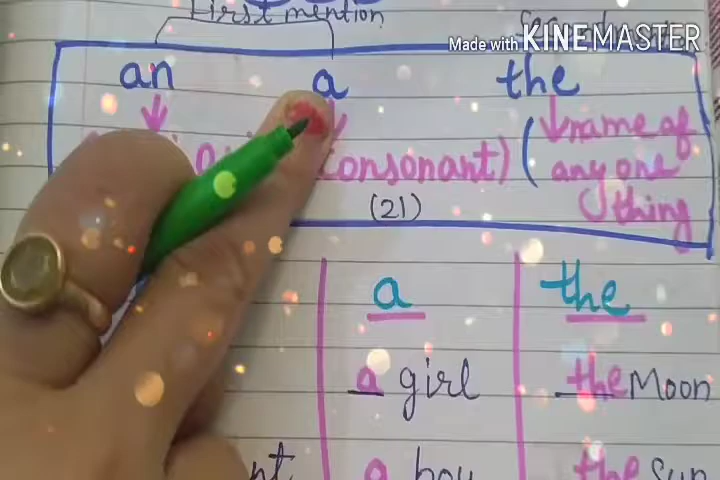 First mention
Made with KINEMASTER
an a the
consonant) ( name of
any one
(21) thing
a the
a girl the Moon
a boy the sun